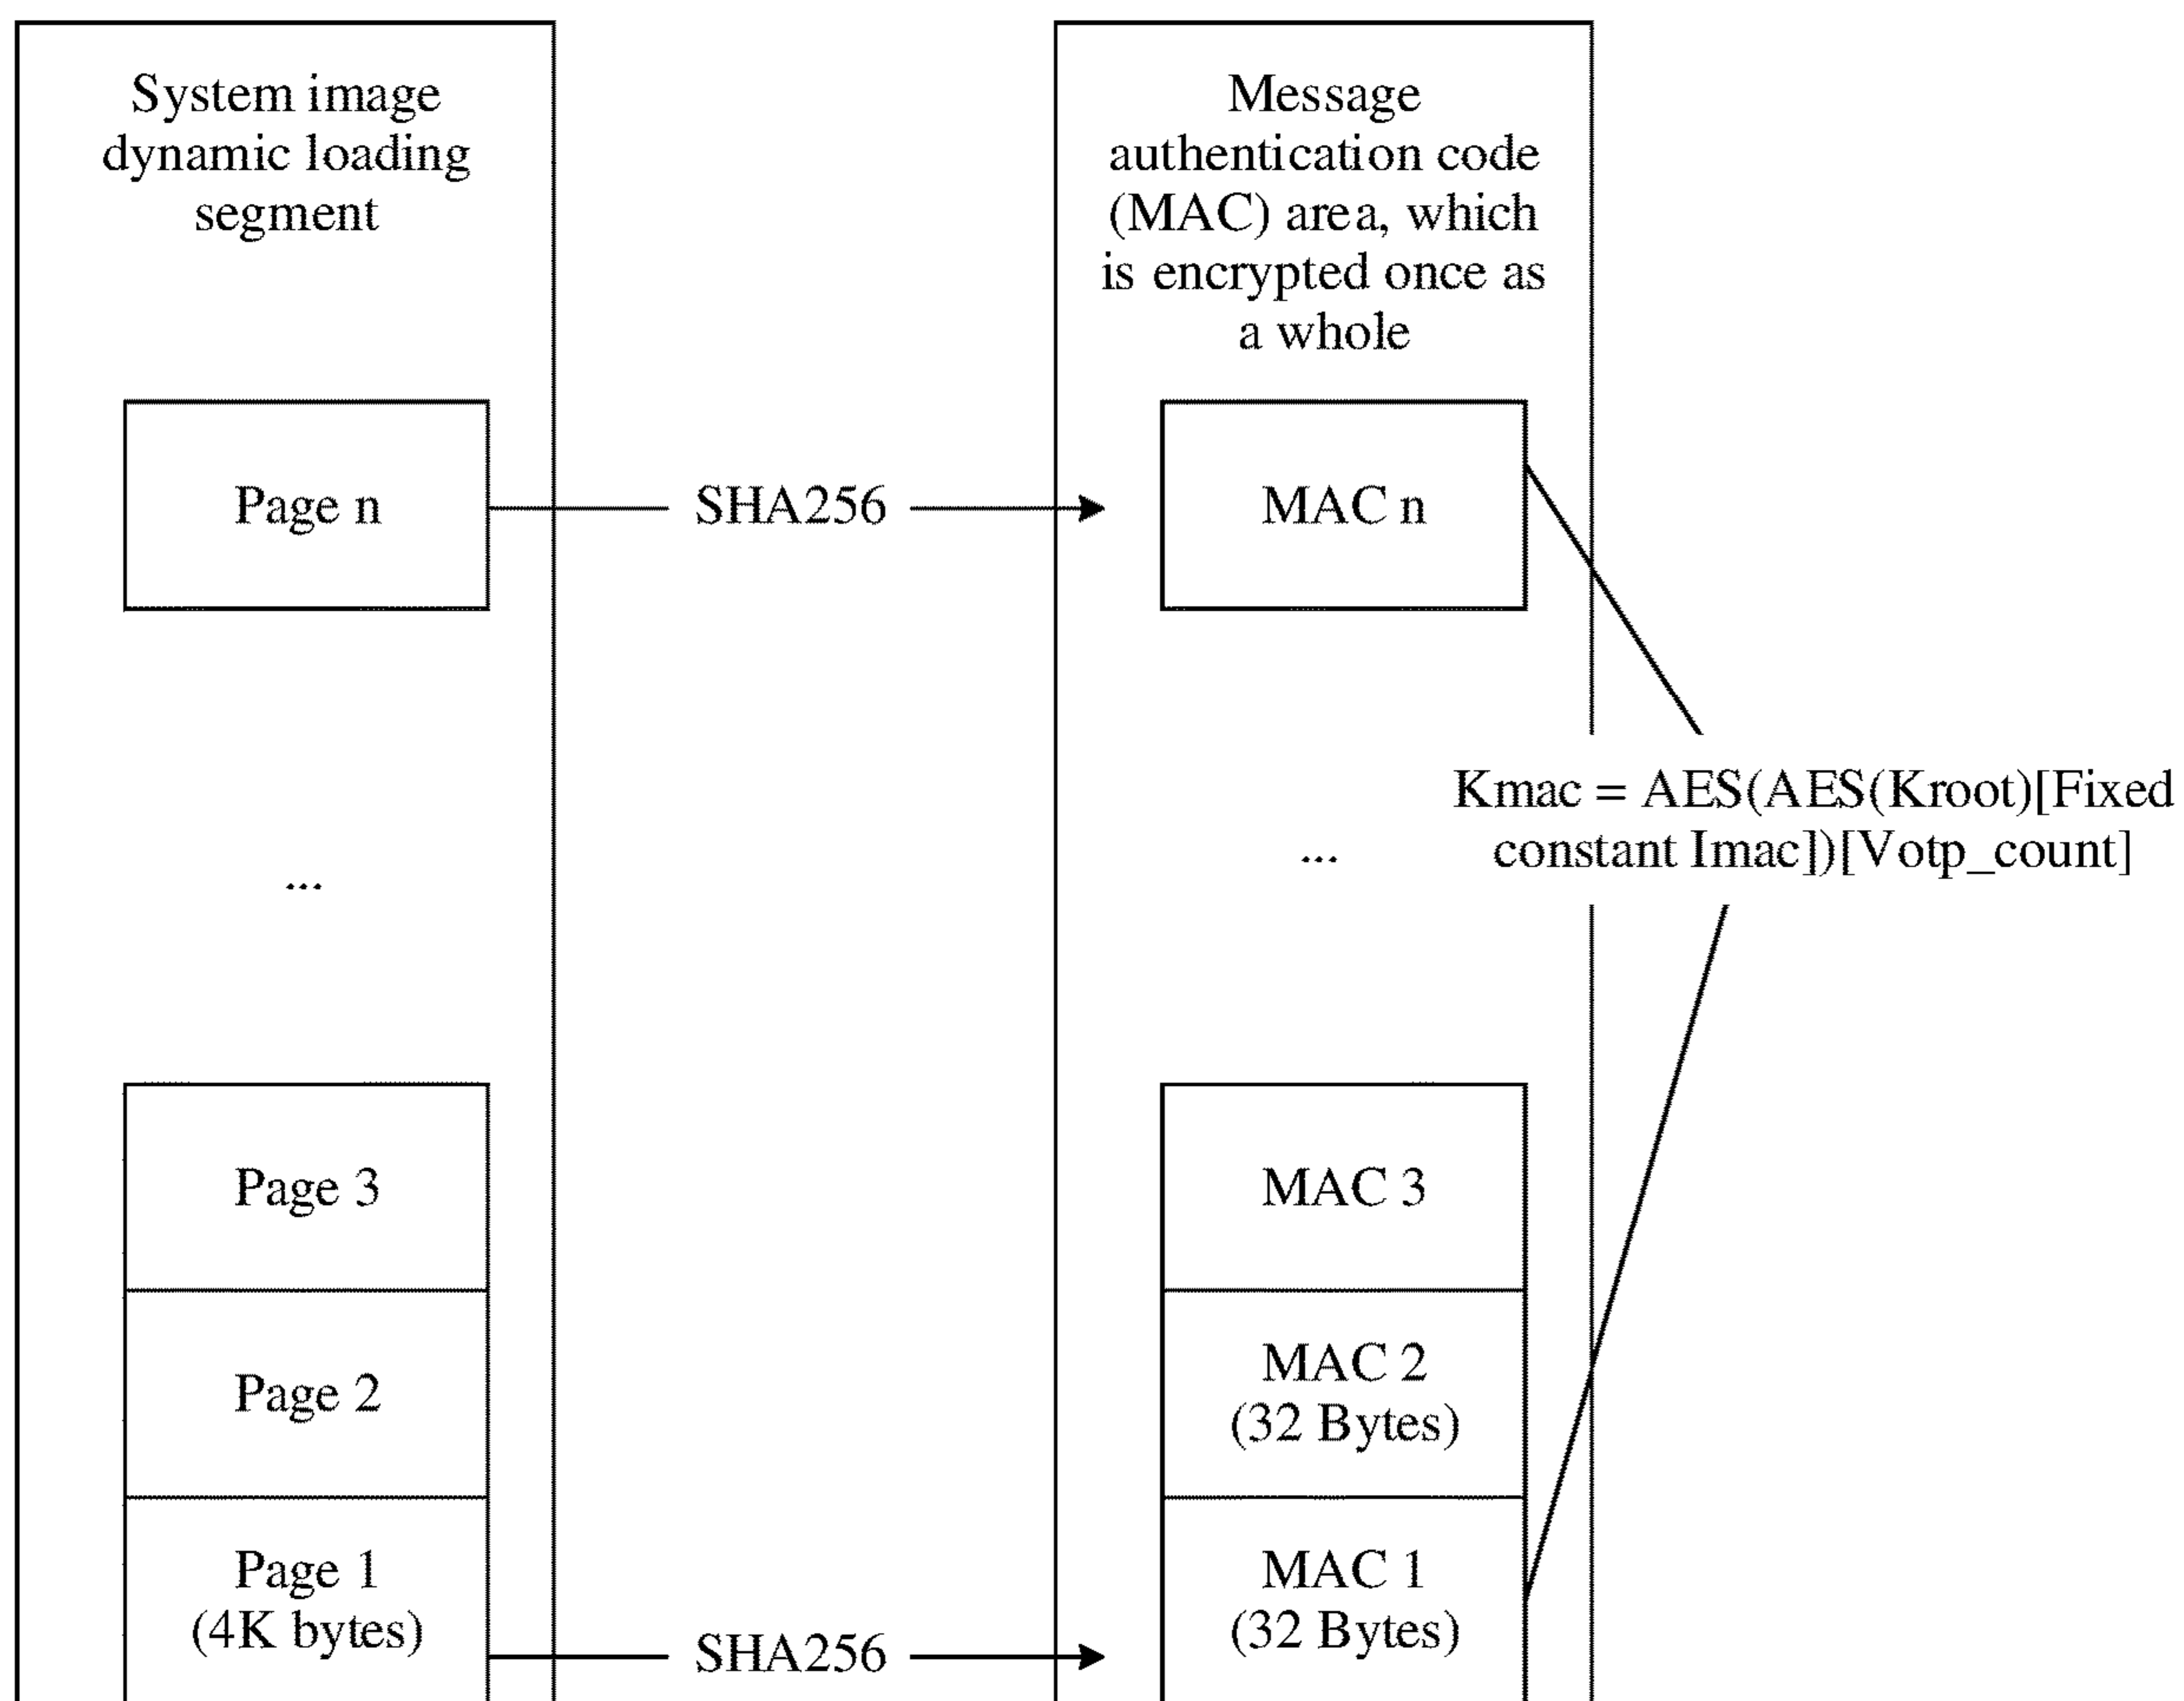 System image
dynamic loading
segment
Message
authentication code
(MAC) area, which
is encrypted once as
a whole
Page n
SHA256
MAC n
Kmac = AES(AES(Kroot)[Fixed
constant Imac])[Votp_count]
...
...
Page 3
MAC 3
Page 2
MAC 2
(32 Bytes)
Page 1
(4K bytes)
SHA256
MAC 1
(32 Bytes)